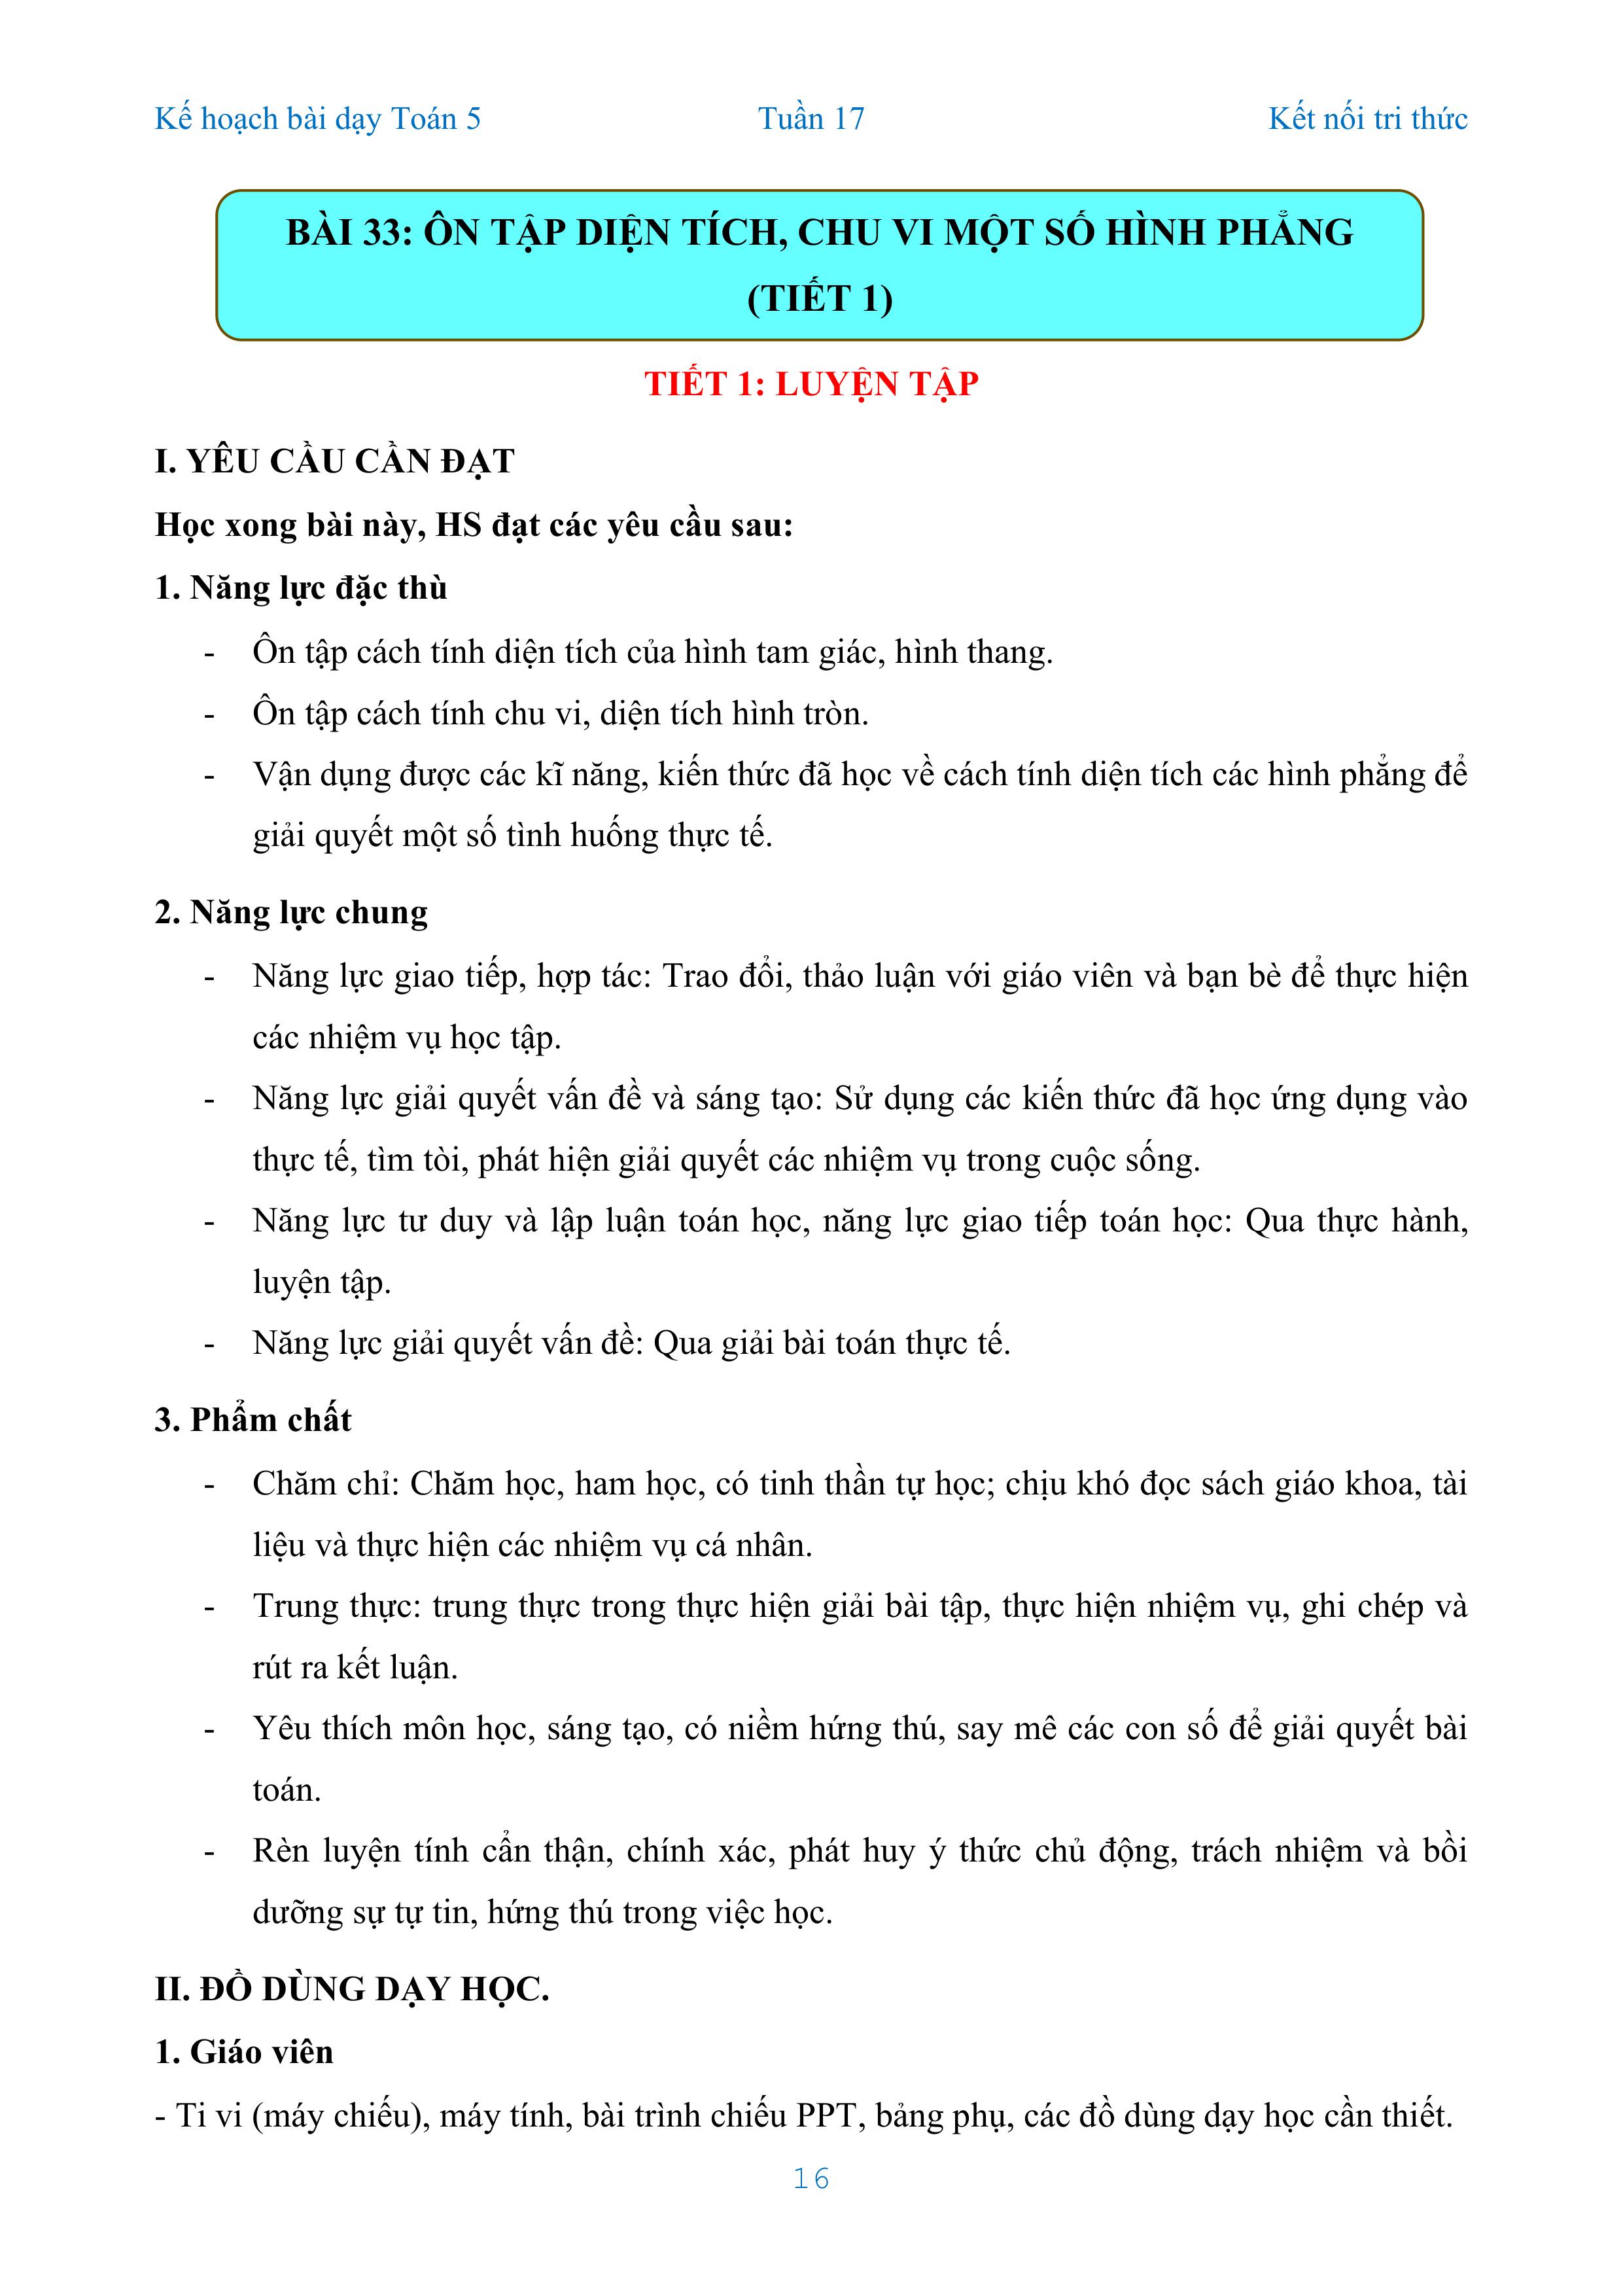 Kế hoạch bài dạy Toán 5 Tuần 17 Kết nối tri thức
BÀI 33: ÔN TẬP DIỆN TÍCH, CHU VI MỘT SỐ HÌNH PHẲNG
(TIẾT 1)
TIẾT 1: LUYỆN TẬP
I. YÊU CẦU CẦN ĐẠT
Học xong bài này, HS đạt các yêu cầu sau:
1. Năng lực đặc thù
- Ôn tập cách tính diện tích của hình tam giác, hình thang.
- Ôn tập cách tính chu vi, diện tích hình tròn.
- Vận dụng được các kĩ năng, kiến thức đã học về cách tính diện tích các hình phẳng để
giải quyết một số tình huống thực tế.
2. Năng lực chung
- Năng lực giao tiếp, hợp tác: Trao đổi, thảo luận với giáo viên và bạn bè để thực hiện
các nhiệm vụ học tập.
- Năng lực giải quyết vấn đề và sáng tạo: Sử dụng các kiến thức đã học ứng dụng vào
thực tế, tìm tòi, phát hiện giải quyết các nhiệm vụ trong cuộc sống.
- Năng lực tư duy và lập luận toán học, năng lực giao tiếp toán học: Qua thực hành,
luyện tập.
- Năng lực giải quyết vấn đề: Qua giải bài toán thực tế.
3. Phẩm chất
- Chăm chỉ: Chăm học, ham học, có tinh thần tự học; chịu khó đọc sách giáo khoa, tài
liệu và thực hiện các nhiệm vụ cá nhân.
- Trung thực: trung thực trong thực hiện giải bài tập, thực hiện nhiệm vụ, ghi chép và
rút ra kết luận.
- Yêu thích môn học, sáng tạo, có niềm hứng thú, say mê các con số để giải quyết bài
toán.
- Rèn luyện tính cẩn thận, chính xác, phát huy ý thức chủ động, trách nhiệm và bồi
dưỡng sự tự tin, hứng thú trong việc học.
II. ĐỒ DÙNG DẠY HỌC.
1. Giáo viên
- Ti vi (máy chiếu), máy tính, bài trình chiếu PPT, bảng phụ, các đồ dùng dạy học cần thiết.
16